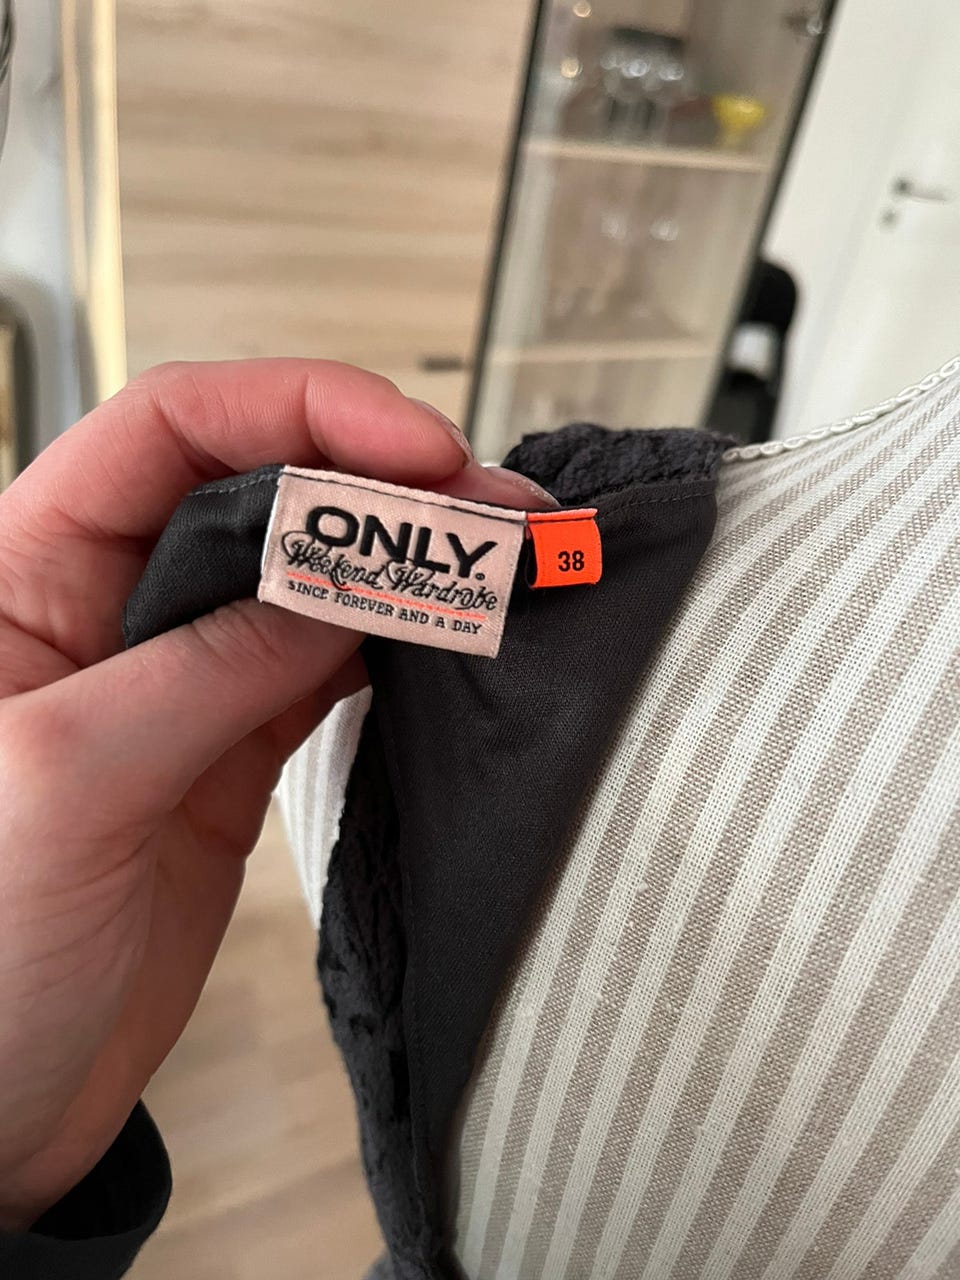 ONLY.
Weekend Wardrobe
SINCE FOREVER AND A DAY
38